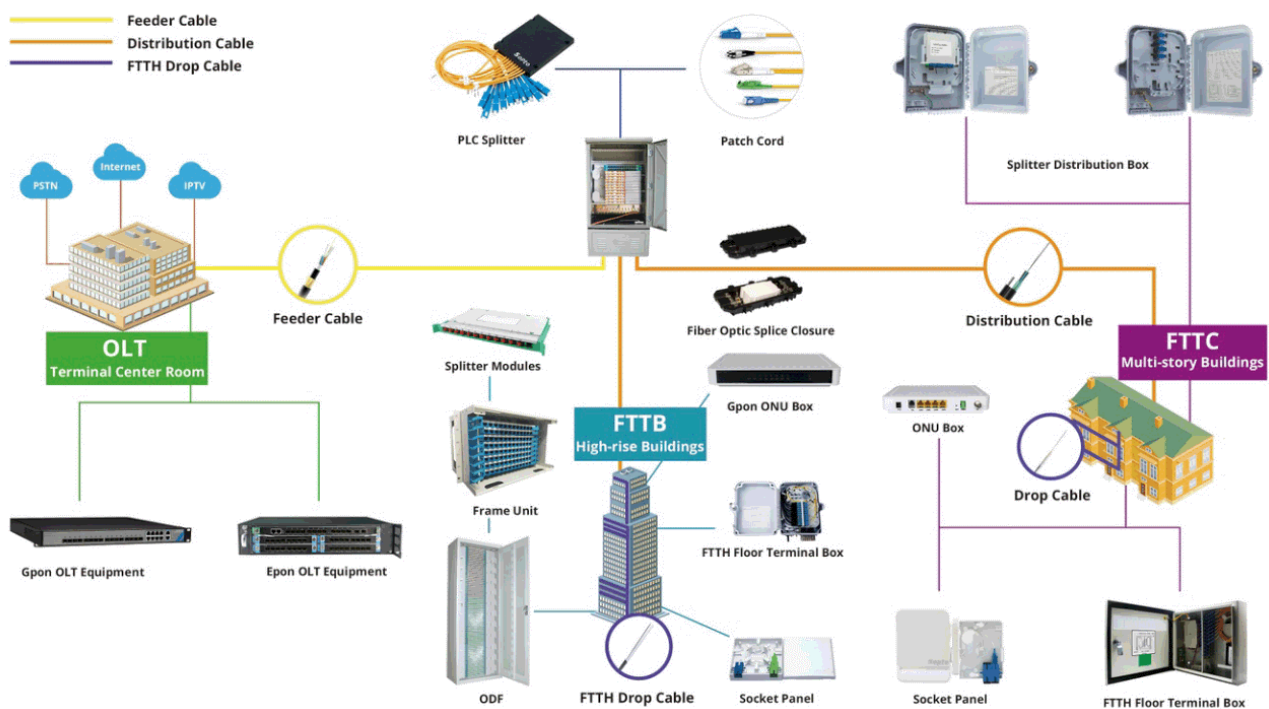 Feeder Cable
Distribution Cable
FTTH Drop Cable
PLC Splitter
Patch Cord
Splitter Distribution Box
PSTN
Internet
IPTV
Feeder Cable
OLT
Terminal Center Room
Fiber Optic Splice Closure
Distribution Cable
FTTC
Multi-story Buildings
Splitter Modules
Gpon ONU Box
FTTB
High-rise Buildings
ONU Box
Drop Cable
Frame Unit
FTTH Floor Terminal Box
Gpon OLT Equipment
Epon OLT Equipment
ODF
FTTH Drop Cable
Socket Panel
Socket Panel
FTTH Floor Terminal Box